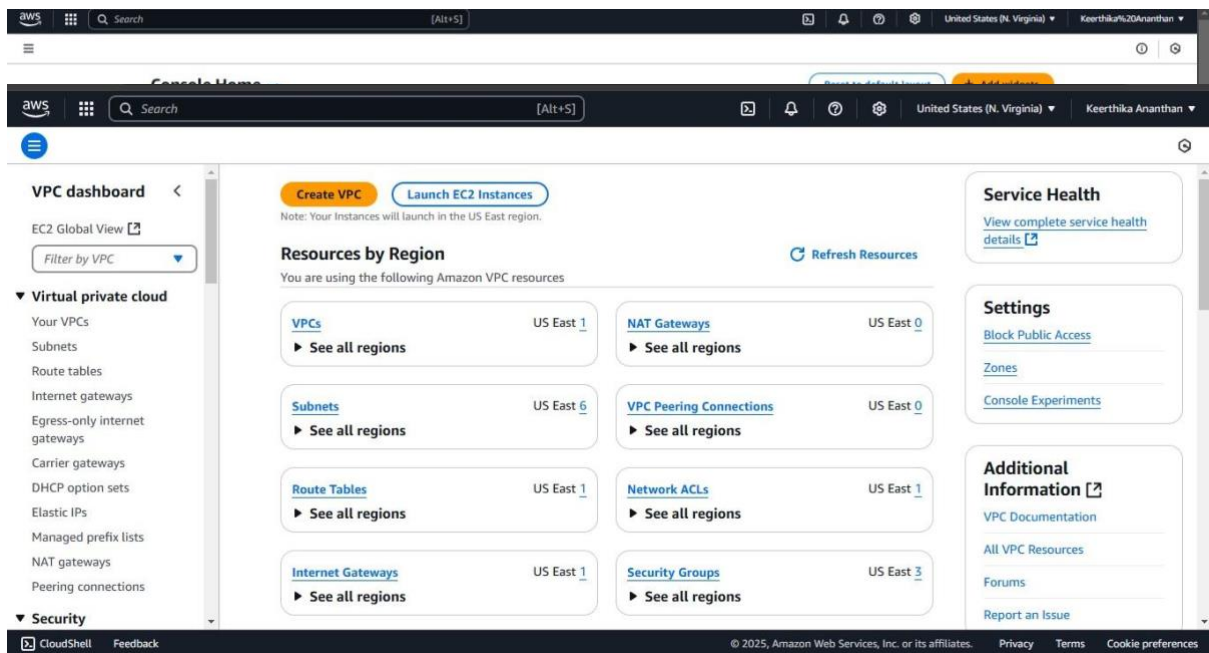 aws Search [Alt+S] United States (N. Virginia) ▼ Keerthika%20Ananthan ▼
Console Home
Reset to default layout + Add widgets
aws Search [Alt+S] United States (N. Virginia) ▼ Keerthika Ananthan ▼
VPC dashboard
EC2 Global View
Filter by VPC
Virtual private cloud
Your VPCs
Subnets
Route tables
Internet gateways
Egress-only internet
gateways
Carrier gateways
DHCP option sets
Elastic IPs
Managed prefix lists
NAT gateways
Peering connections
Security
Create VPC Launch EC2 Instances
Note: Your Instances will launch in the US East region.
Resources by Region Refresh Resources
You are using the following Amazon VPC resources
VPCs US East 1
See all regions
NAT Gateways US East 0
See all regions
Subnets US East 6
See all regions
VPC Peering Connections US East 0
See all regions
Route Tables US East 1
See all regions
Network ACLs US East 1
See all regions
Internet Gateways US East 1
See all regions
Security Groups US East 3
See all regions
Service Health
View complete service health
details
Settings
Block Public Access
Zones
Console Experiments
Additional
Information
VPC Documentation
All VPC Resources
Forums
Report an Issue
CloudShell Feedback © 2025, Amazon Web Services, Inc. or its affiliates. Privacy Terms Cookie preferences